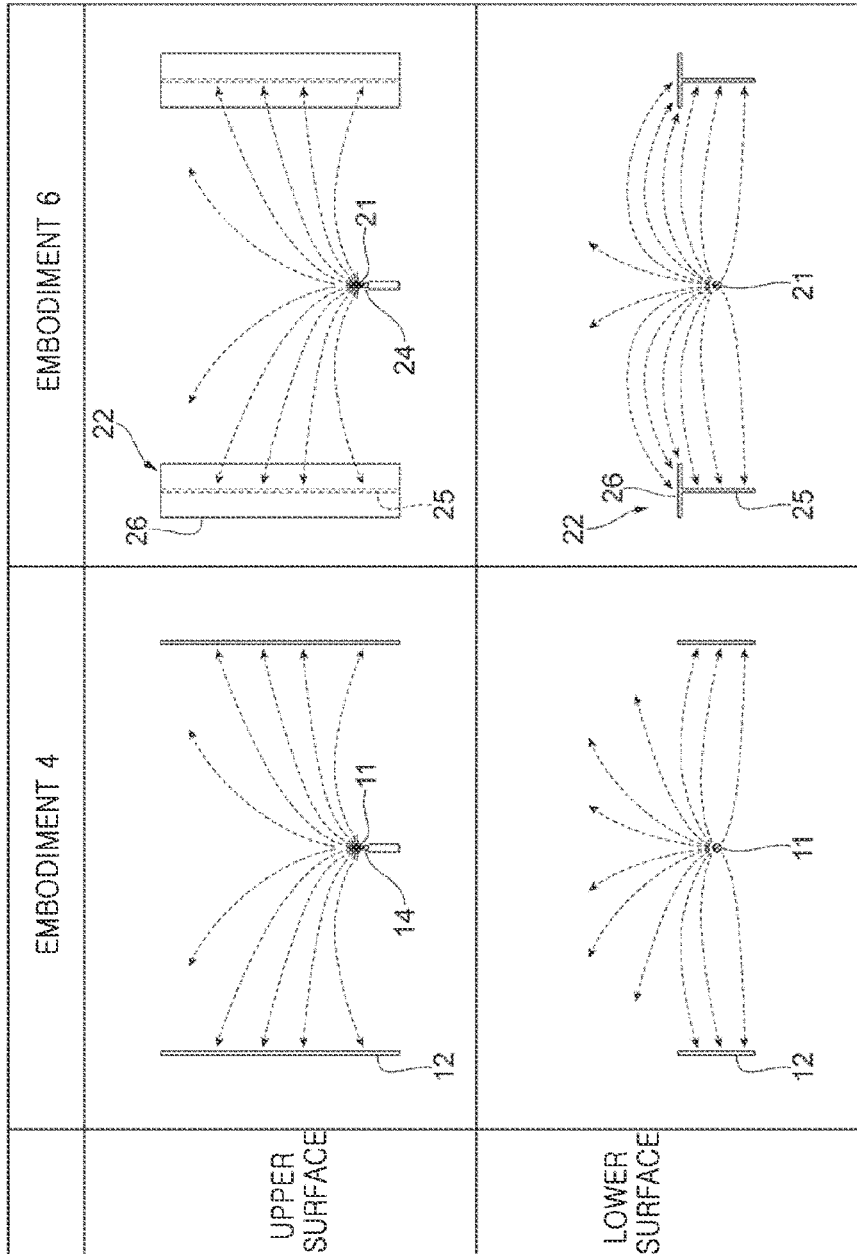 EMBODIMENT 4
EMBODIMENT 6
UPPER
SURFACE
12
14
11
26
22
25
24
21
LOWER
SURFACE
12
11
22
26
25
21